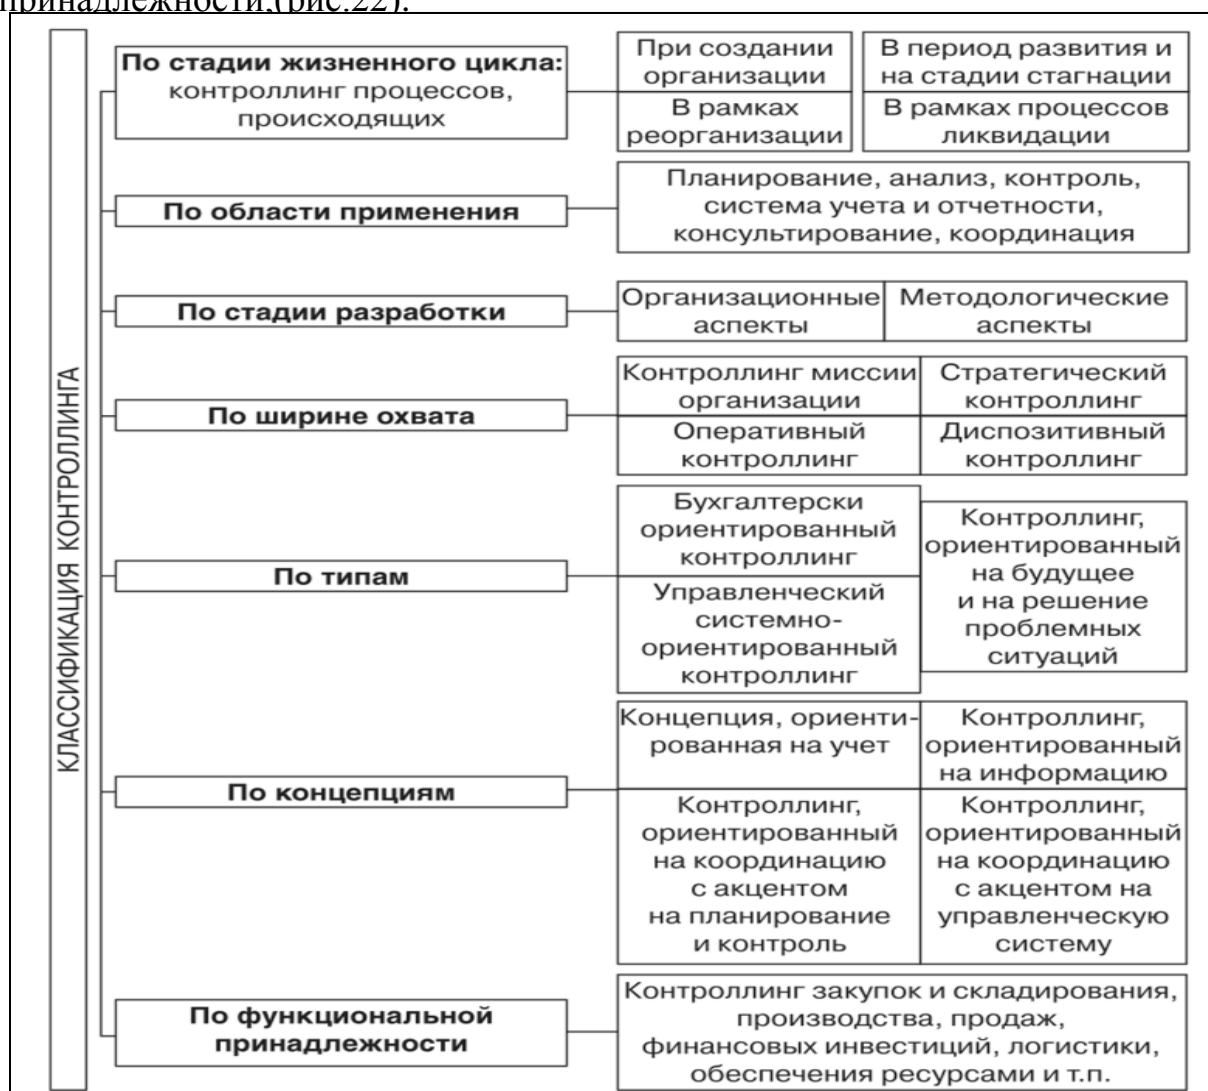 принадлежности,(рис.22).
КЛАССИФИКАЦИЯ КОНТРОЛЛИНГА
По стадии жизненного цикла:
контроллинг процессов,
происходящих
При создании
организации
В период развития и
на стадии стагнации
В рамках
реорганизации
В рамках процессов
ликвидации
По области применения
Планирование, анализ, контроль,
система учета и отчетности,
консультирование, координация
По стадии разработки
Организационные
аспекты
Методологические
аспекты
По ширине охвата
Контроллинг миссии
организации
Стратегический
контроллинг
Оперативный
контроллинг
Диспозитивный
контроллинг
По типам
Бухгалтерски
ориентированный
контроллинг
Управленческий
системно-
ориентированный
контроллинг
Контроллинг,
ориентированный
на будущее
и на решение
проблемных
ситуаций
По концепциям
Концепция, ориенти-
рованная на учет
Контроллинг,
ориентированный
на информацию
Контроллинг,
ориентированный
на координацию
с акцентом
на планирование
и контроль
Контроллинг,
ориентированный
на координацию
с акцентом на
управленческую
систему
По функциональной
принадлежности
Контроллинг закупок и складирования,
производства, продаж,
финансовых инвестиций, логистики,
обеспечения ресурсами и т.п.